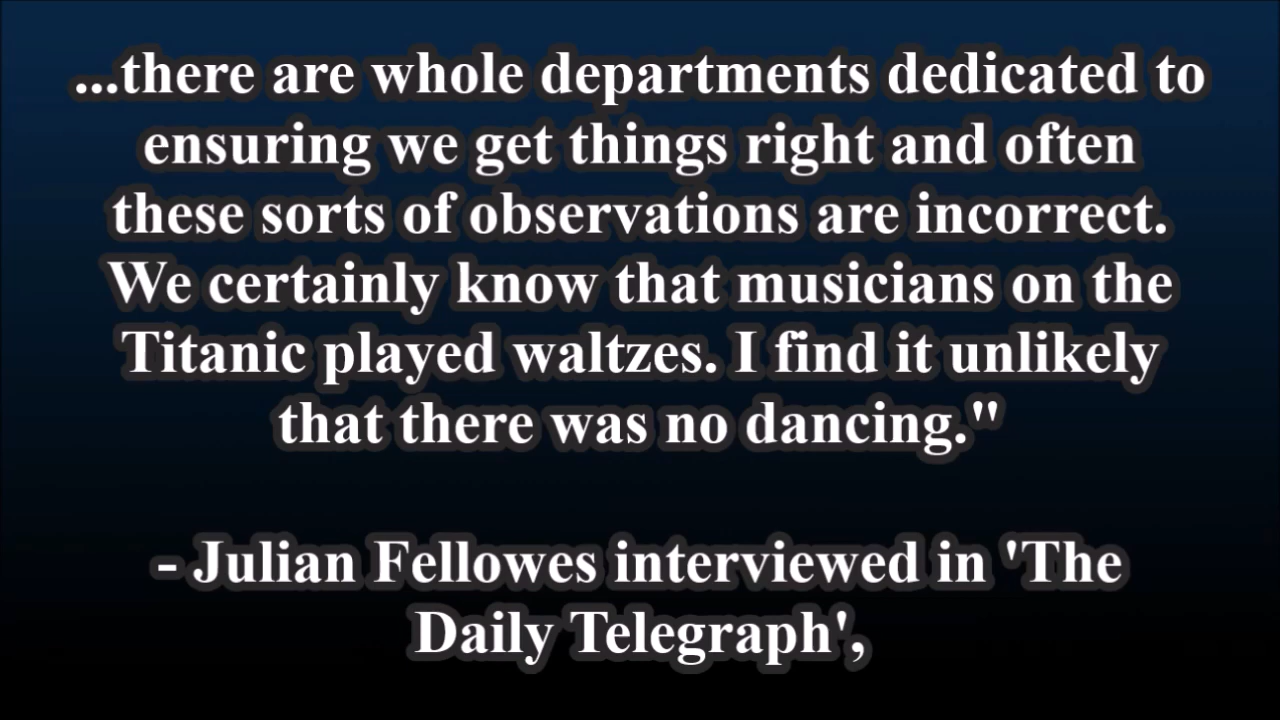 ...there are whole departments dedicated to
ensuring we get things right and often
these sorts of observations are incorrect.
We certainly know that musicians on the
Titanic played waltzes. I find it unlikely
that there was no dancing."
- Julian Fellowes interviewed in 'The
Daily Telegraph',